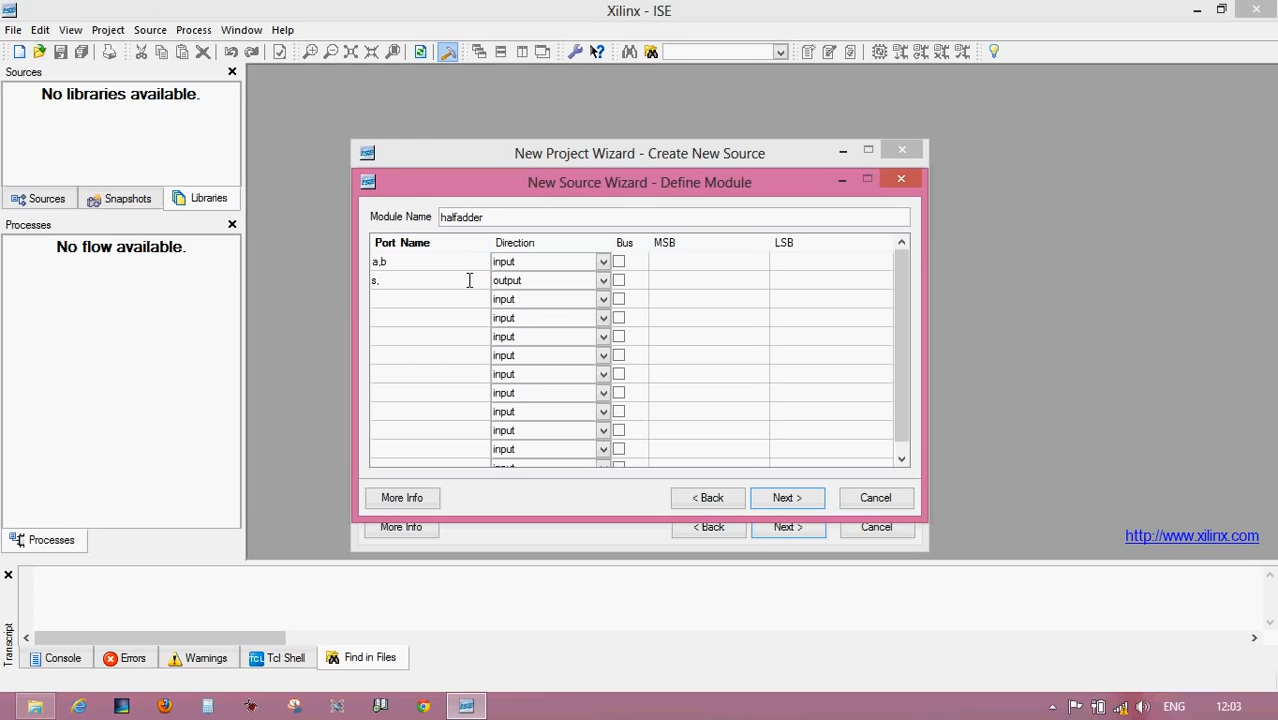 Xilinx - ISE
File Edit View Project Source Process Window Help
Sources
No libraries available.
Sources Snapshots Libraries
Processes
No flow available.
Processes
New Project Wizard - Create New Source
New Source Wizard - Define Module
Module Name halfadder
Port Name Direction Bus MSB LSB
a,b input
s, output
input
input
input
input
input
input
input
input
input
More Info < Back Next > Cancel
More Info < Back Next > Cancel
http://www.xilinx.com
Transcript
Console Errors Warnings TCL Tcl Shell Find in Files
ENG 12:03